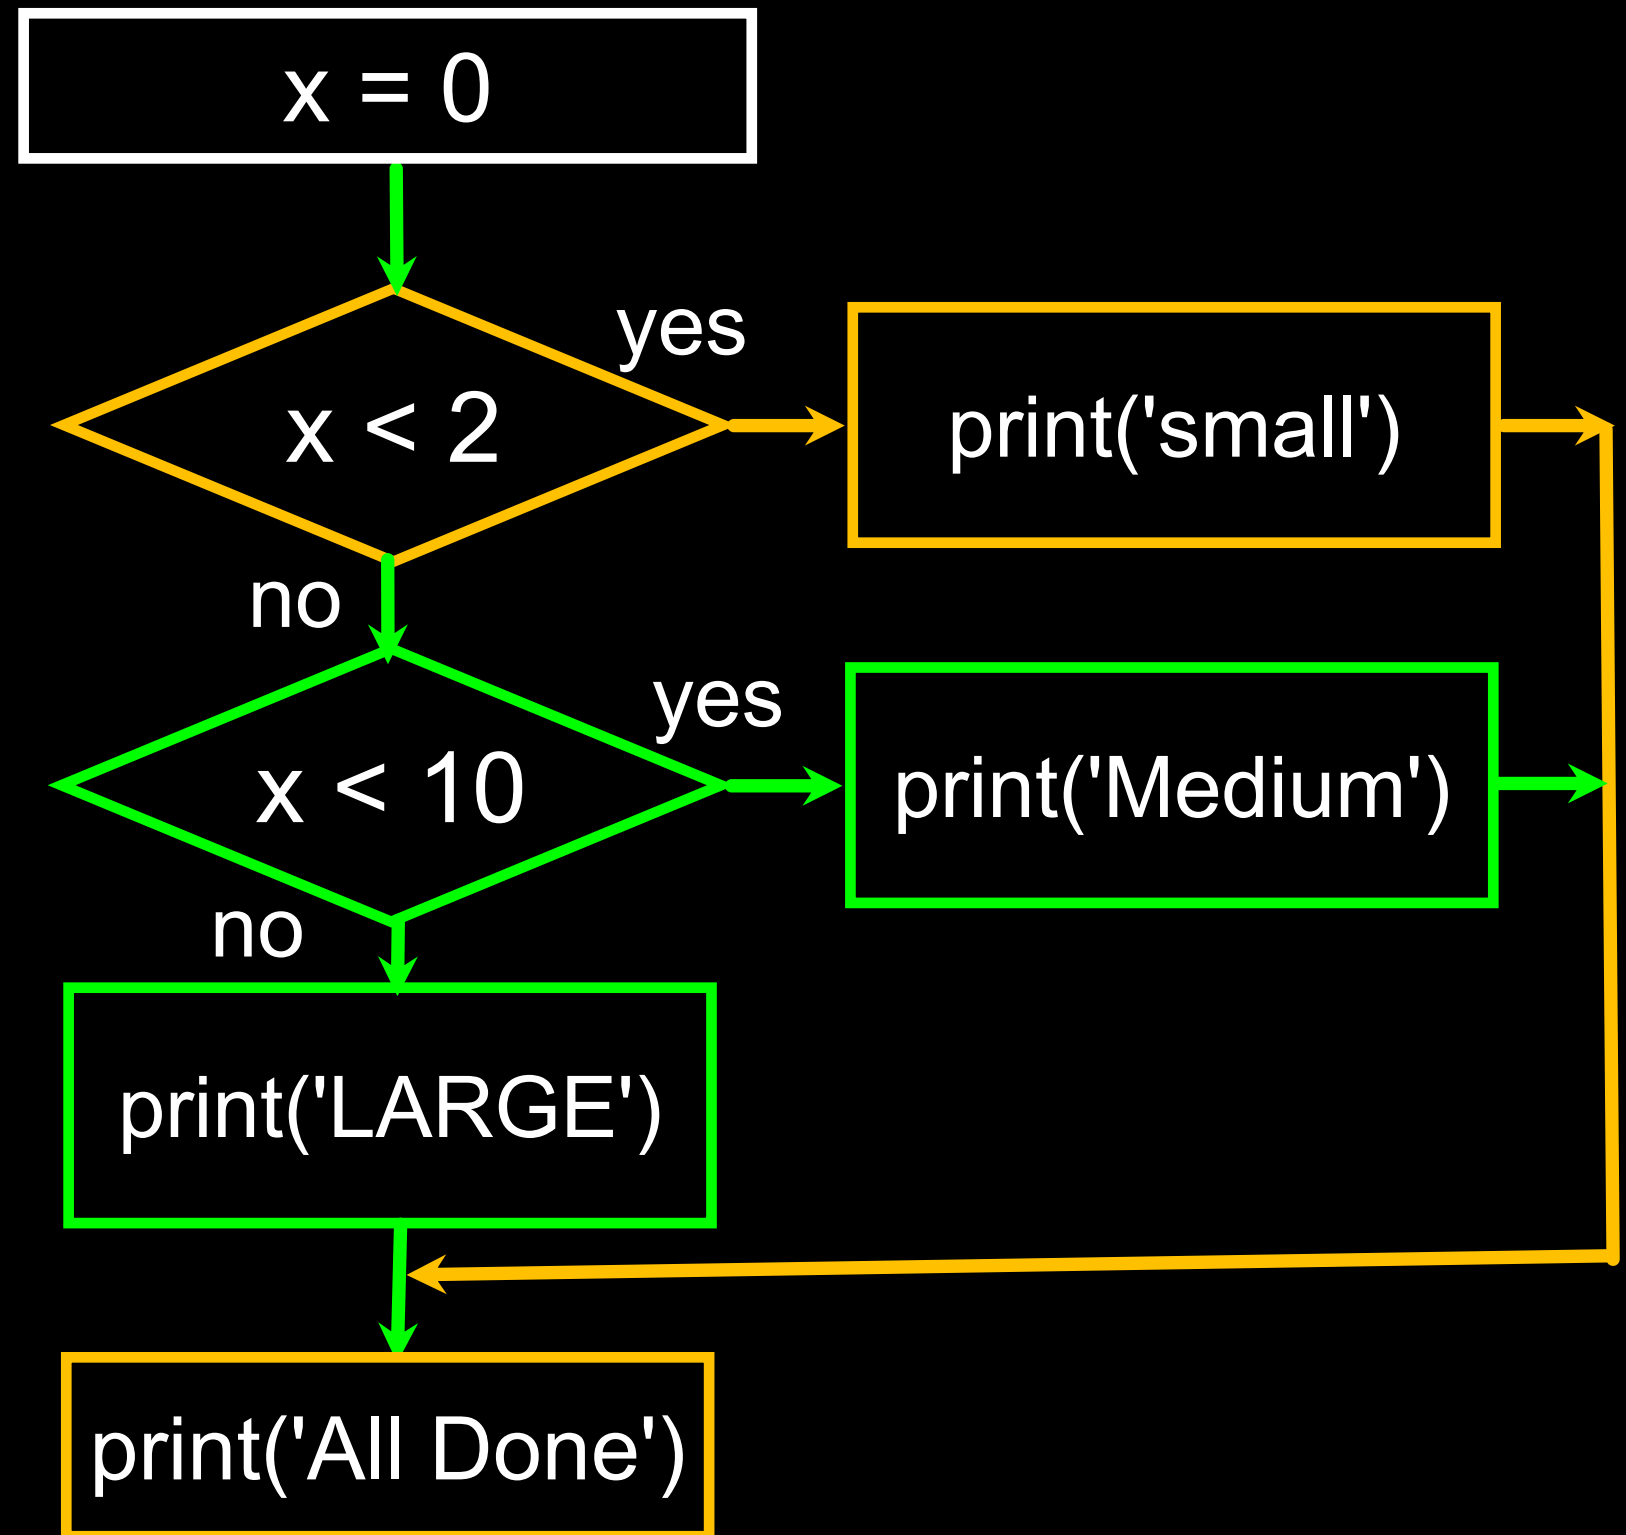 x = 0
yes
x < 2
print('small')
no
yes
x < 10
print('Medium')
no
print('LARGE')
print('All Done')